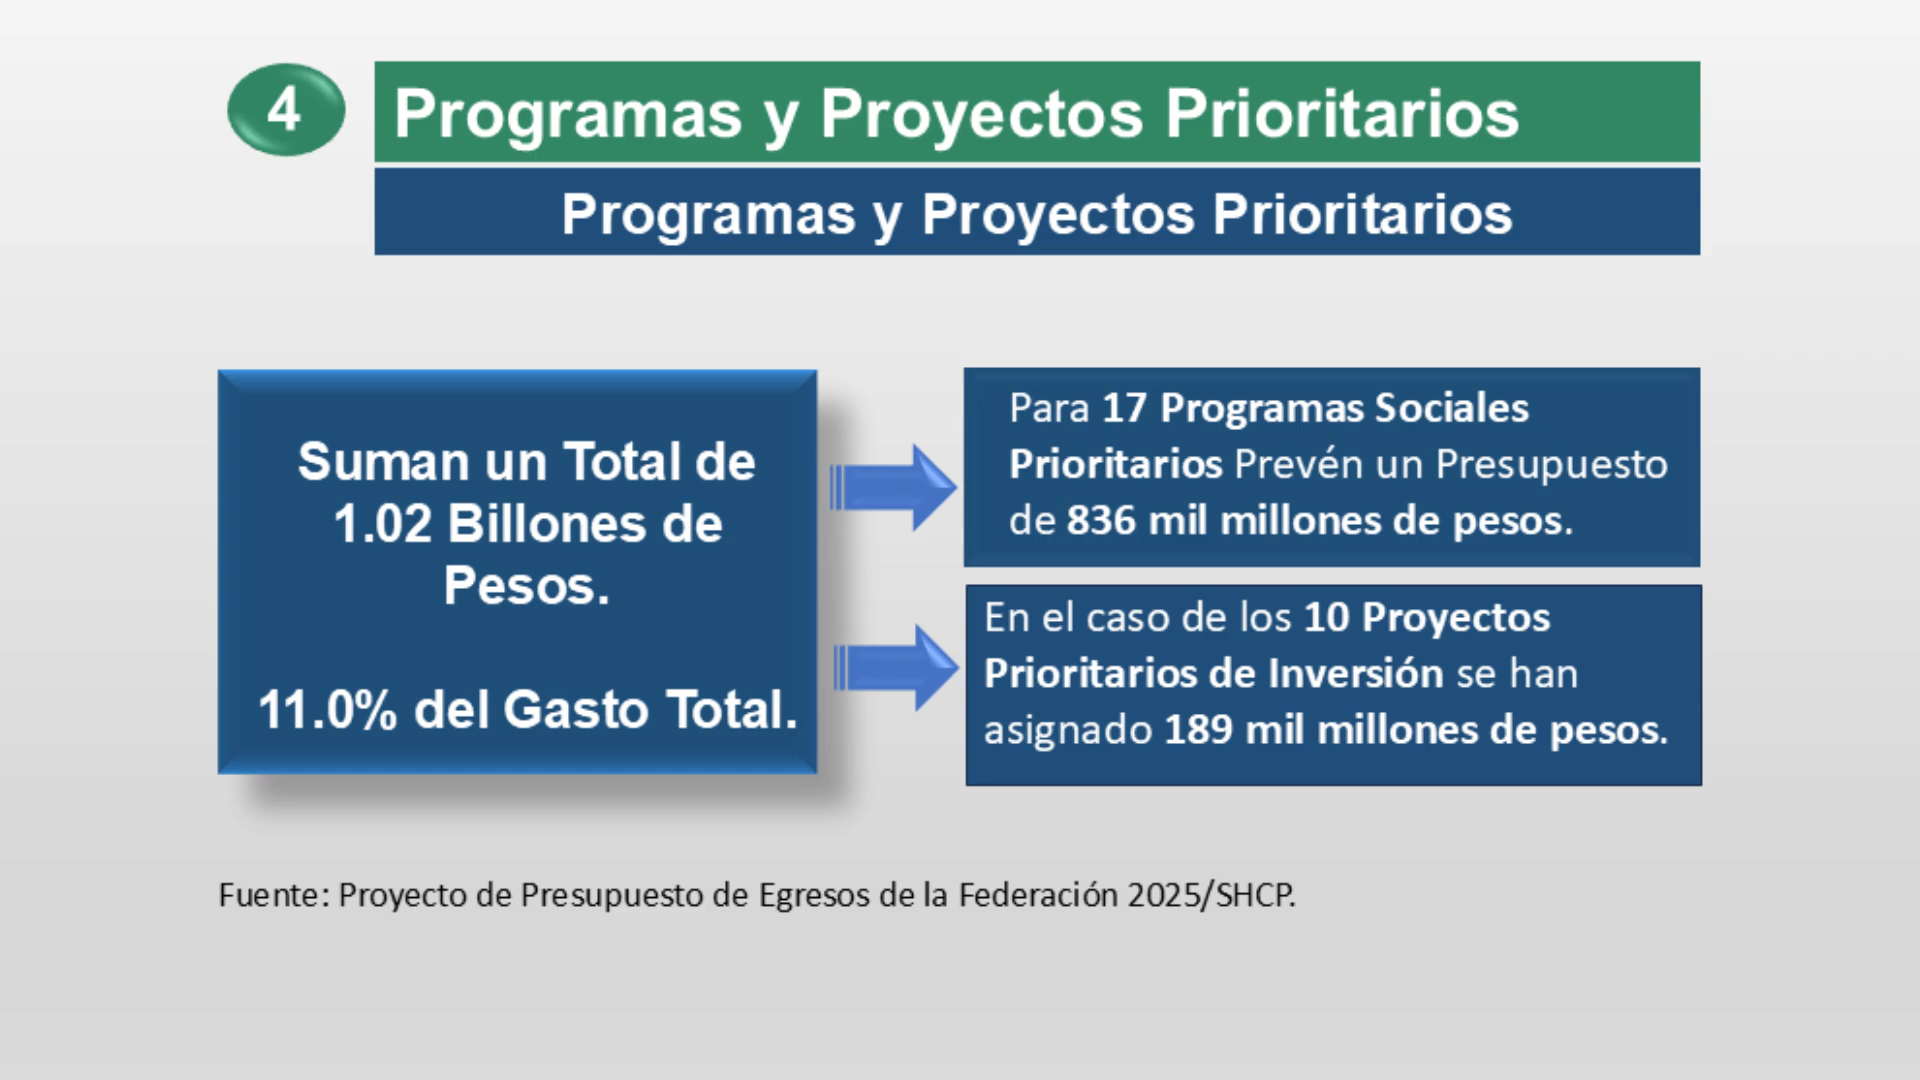 4
Programas y Proyectos Prioritarios
Programas y Proyectos Prioritarios
Suman un Total de
1.02 Billones de
Pesos.
11.0% del Gasto Total.
Para 17 Programas Sociales
Prioritarios Prevén un Presupuesto
de 836 mil millones de pesos.
En el caso de los 10 Proyectos
Prioritarios de Inversión se han
asignado 189 mil millones de pesos.
Fuente: Proyecto de Presupuesto de Egresos de la Federación 2025/SHCP.